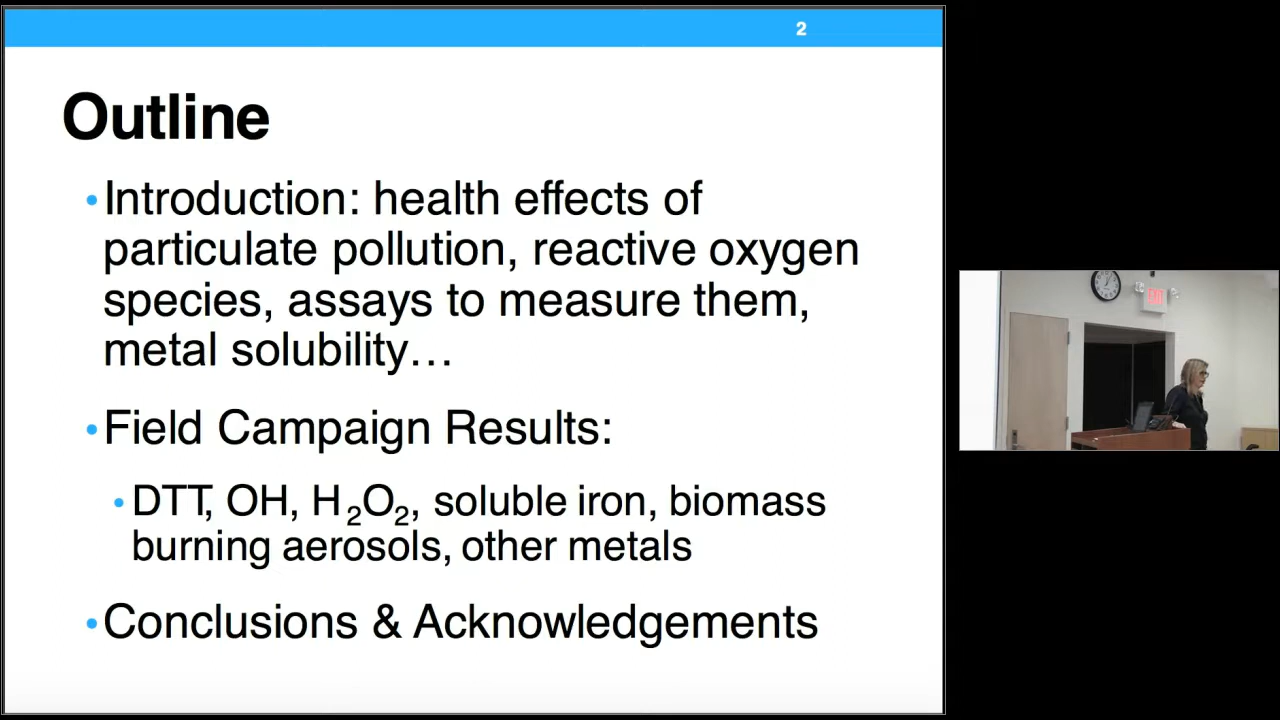 2
Outline
•Introduction: health effects of
particulate pollution, reactive oxygen
species, assays to measure them,
metal solubility…
•Field Campaign Results:
•DTT, OH, H₂O₂, soluble iron, biomass
burning aerosols, other metals
•Conclusions & Acknowledgements
EXIT